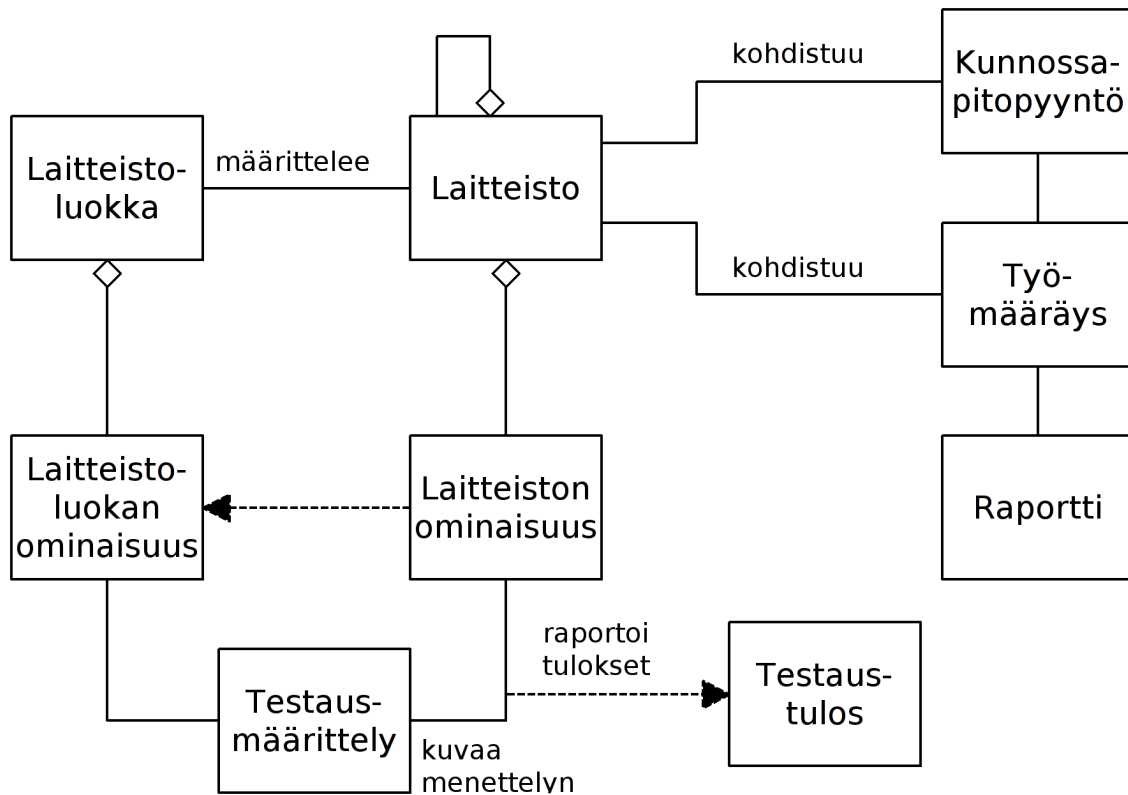 kohdistuu
Kunnossa-
pitopyyntö
Laitteisto-
luokka
määrittelee
Laitteisto
kohdistuu
Työ-
määräys
Laitteisto-
luokan
ominaisuus
Laitteiston
ominaisuus
Raportti
raportoi
tulokset
Testaus-
tulos
Testaus-
määrittely
kuvaa
menettelyn